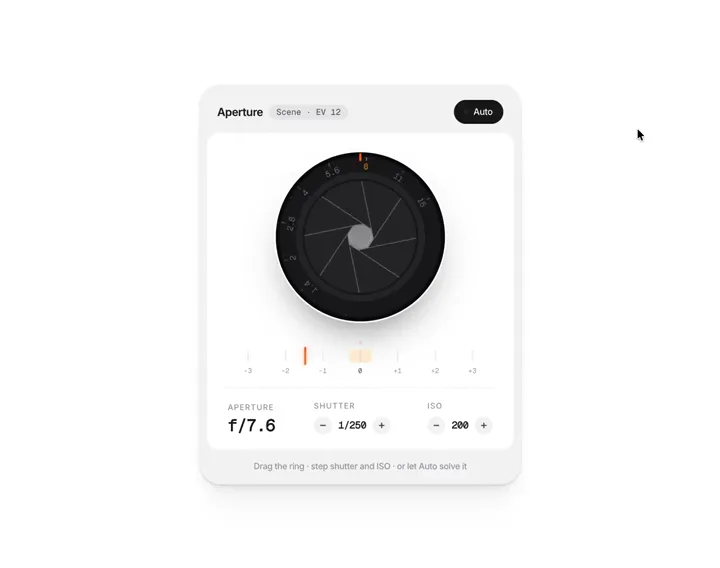 Aperture
Scene · EV 12
Auto
1.4
2
2.8
4
5.6
8
11
16
-3
-2
-1
0
+1
+2
+3
APERTURE
SHUTTER
ISO
f/7.6
− 1/250 +
− 200 +
Drag the ring · step shutter and ISO · or let Auto solve it